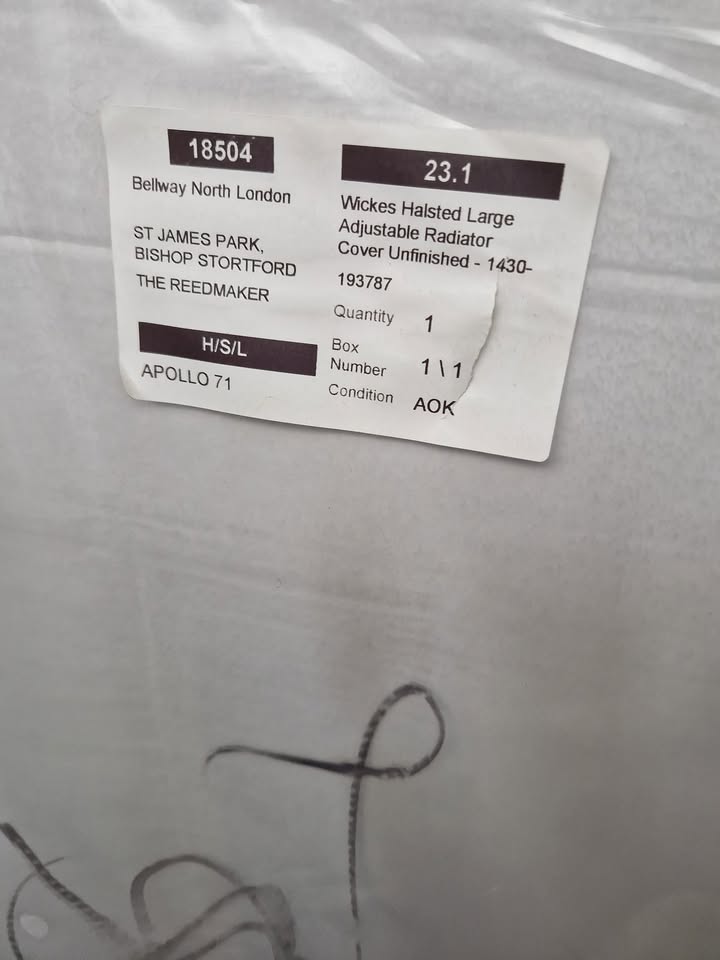 18504
Bellway North London
ST JAMES PARK,
BISHOP STORTFORD
THE REEDMAKER
H/S/L
APOLLO 71
23.1
Wickes Halsted Large
Adjustable Radiator
Cover Unfinished - 1430-
193787
Quantity 1
Box
Number 1 \ 1
Condition AOK